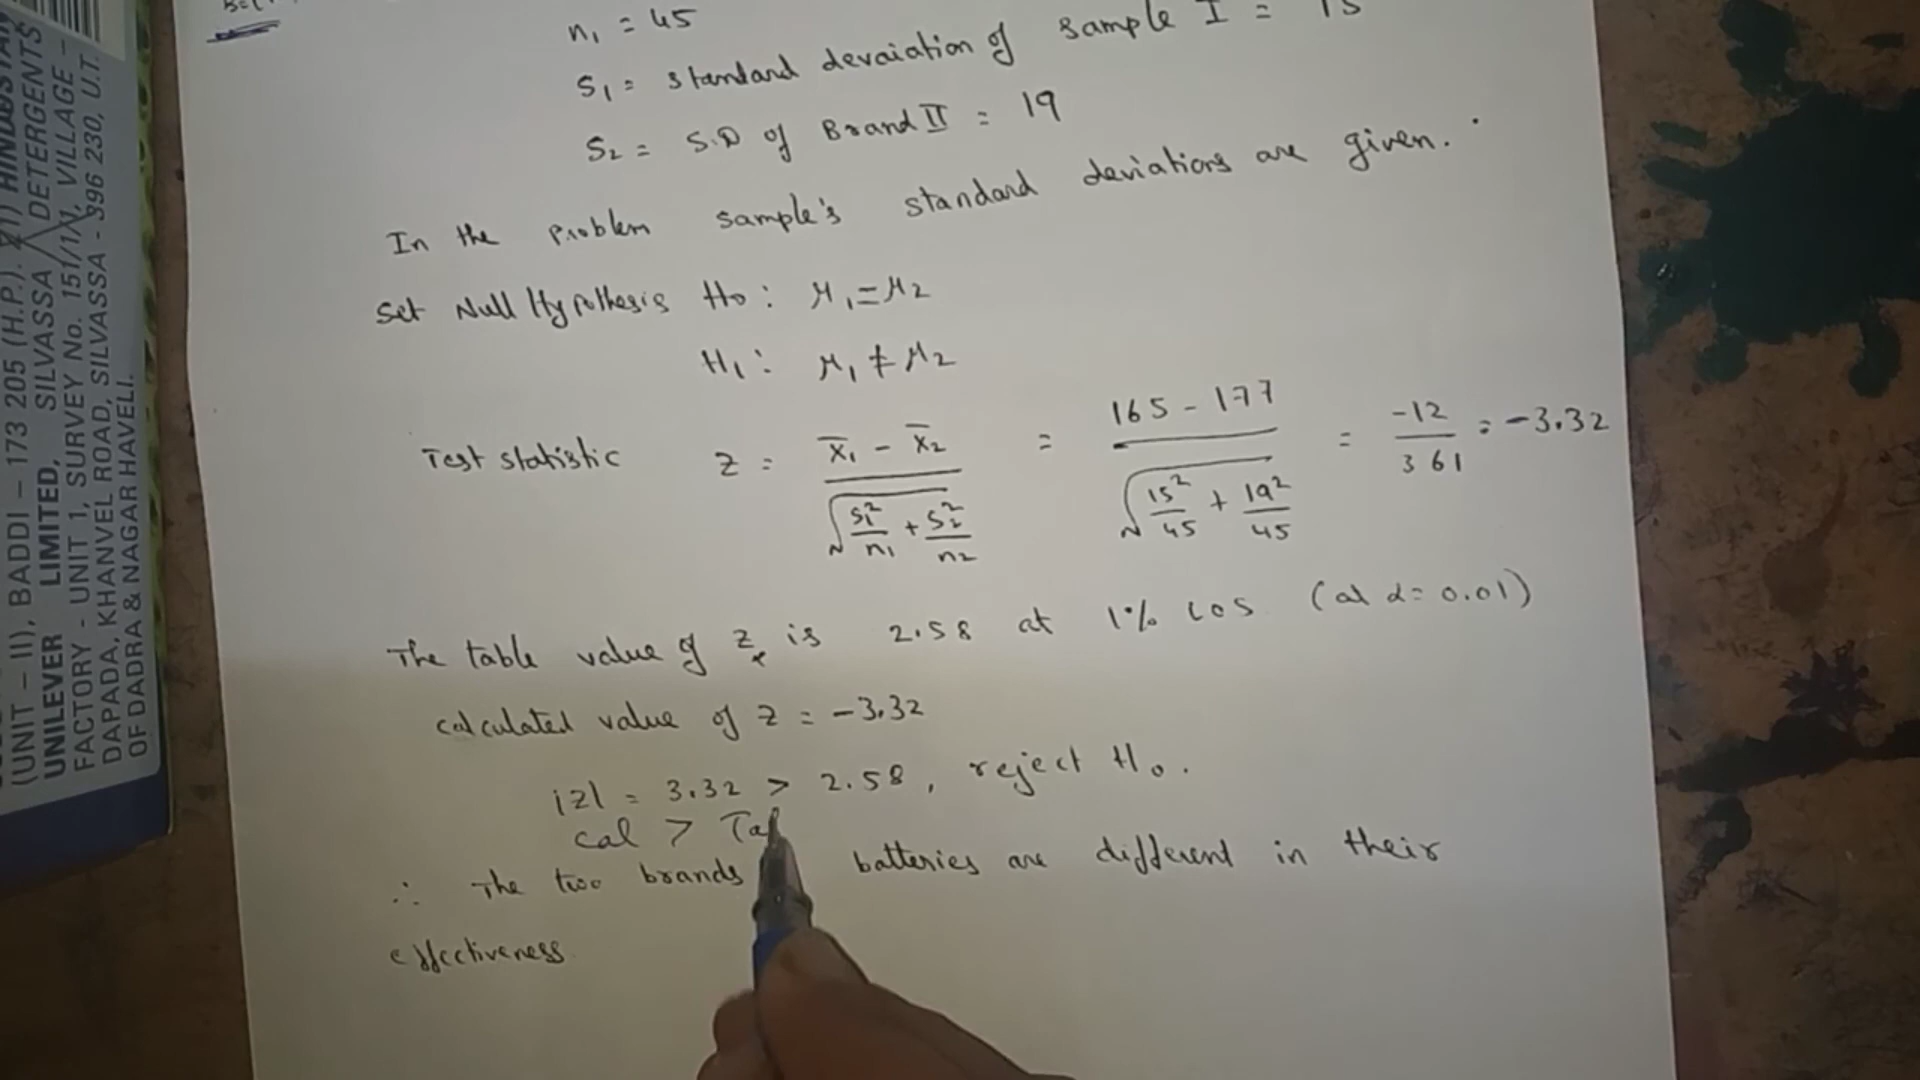 n₁ = 45
S₁ = standard devaiation of sample I = 15
S₂ = S.D of Brand II = 19
In the problem sample's standard deviations are given.
Set Null Hypothesis H₀ : μ₁ = μ₂
H₁ : μ₁ ≠ μ₂
Test statistic z = (x̄₁ - x̄₂) / √(s₁²/n₁ + s₂²/n₂) = (165 - 177) / √(15²/45 + 19²/45) = -12 / 361 = -3.32
The table value of z is 2.58 at 1% LOS (at α = 0.01)
calculated value of z = -3.32
|z| = 3.32 > 2.58, reject H₀.
cal >
∴ The two brands batteries are different in their
effectiveness
(UNIT – II), BADDI – 173 205 (H.P.).
UNILEVER LIMITED, SILVASSA DETERGENTS
FACTORY - UNIT 1, SURVEY No. 151/1/1, VILLAGE -
DAPADA, KHANVEL ROAD, SILVASSA - 396 230, U.T.
OF DADRA & NAGAR HAVELI.